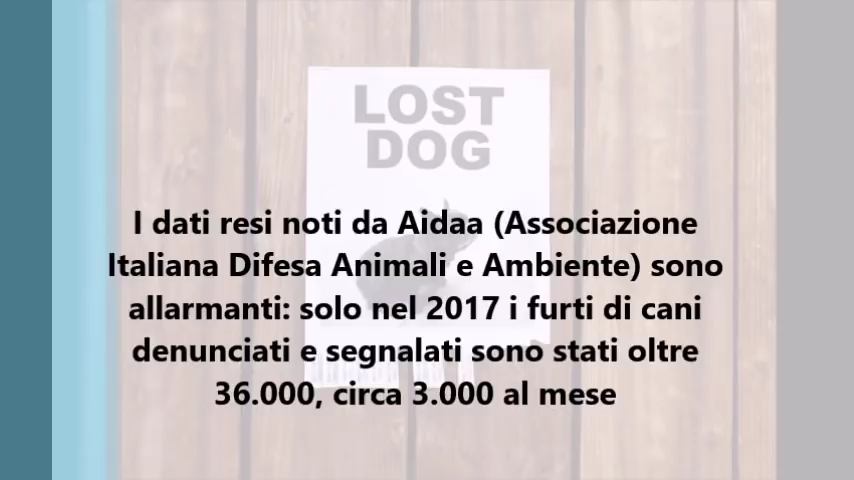 LOST
DOG
I dati resi noti da Aidaa (Associazione
Italiana Difesa Animali e Ambiente) sono
allarmanti: solo nel 2017 i furti di cani
denunciati e segnalati sono stati oltre
36.000, circa 3.000 al mese